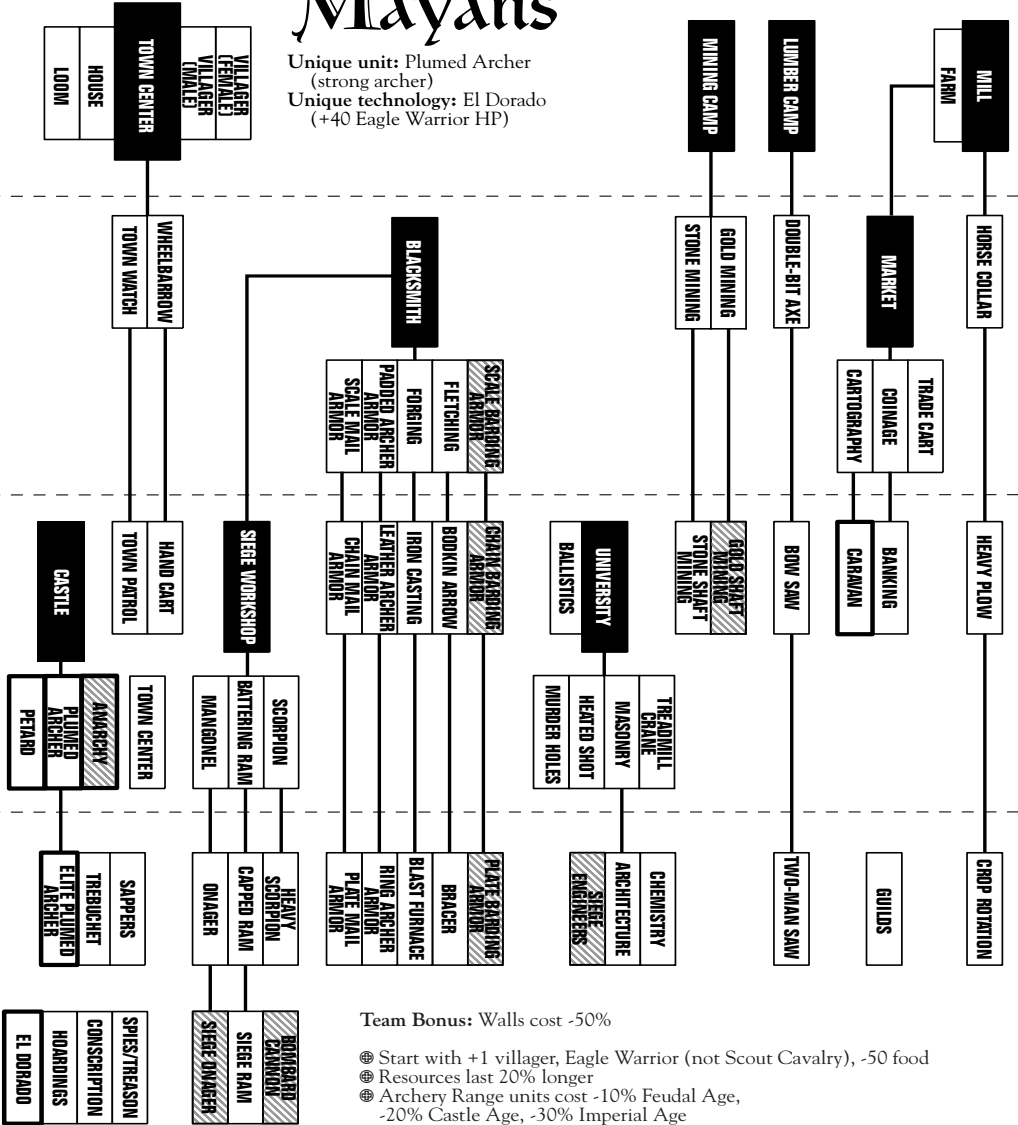 Mayans
Unique unit: Plumed Archer
(strong archer)
Unique technology: El Dorado
(+40 Eagle Warrior HP)
LOOM
HOUSE
TOWN CENTER
VILLAGER
(MALE)
VILLAGER
(FEMALE)
MINING CAMP
LUMBER CAMP
FARM
MILL
TOWN WATCH
WHEELBARROW
BLACKSMITH
STONE MINING
GOLD MINING
DOUBLE-BIT AXE
MARKET
HORSE COLLAR
SCALE MAIL
ARMOR
PADDED ARCHER
ARMOR
FORGING
FLETCHING
SCALE BARDING
ARMOR
CARTOGRAPHY
COINAGE
TRADE CART
CASTLE
TOWN PATROL
HAND CART
SIEGE WORKSHOP
CHAIN MAIL
ARMOR
LEATHER ARCHER
ARMOR
IRON CASTING
BODKIN ARROW
CHAIN BARDING
ARMOR
BALLISTICS
UNIVERSITY
STONE SHAFT
MINING
GOLD SHAFT
MINING
BOW SAW
CARAVAN
BANKING
HEAVY PLOW
PETARD
PLUMED
ARCHER
ANARCHY
TOWN CENTER
MANGONEL
BATTERING RAM
SCORPION
MURDER HOLES
HEATED SHOT
MASONRY
TREADMILL
CRANE
ELITE PLUMED
ARCHER
TREBUCHET
SAPPERS
ONAGER
CAPPED RAM
HEAVY
SCORPION
PLATE MAIL
ARMOR
RING ARCHER
ARMOR
BLAST FURNACE
BRACER
PLATE BARDING
ARMOR
SIEGE
ENGINEERS
ARCHITECTURE
CHEMISTRY
TWO-MAN SAW
GUILDS
CROP ROTATION
EL DORADO
HOARDINGS
CONSCRIPTION
SPIES/TREASON
SIEGE ONAGER
SIEGE RAM
BOMBARD
CANNON
Team Bonus: Walls cost -50%
Start with +1 villager, Eagle Warrior (not Scout Cavalry), -50 food
Resources last 20% longer
Archery Range units cost -10% Feudal Age,
-20% Castle Age, -30% Imperial Age